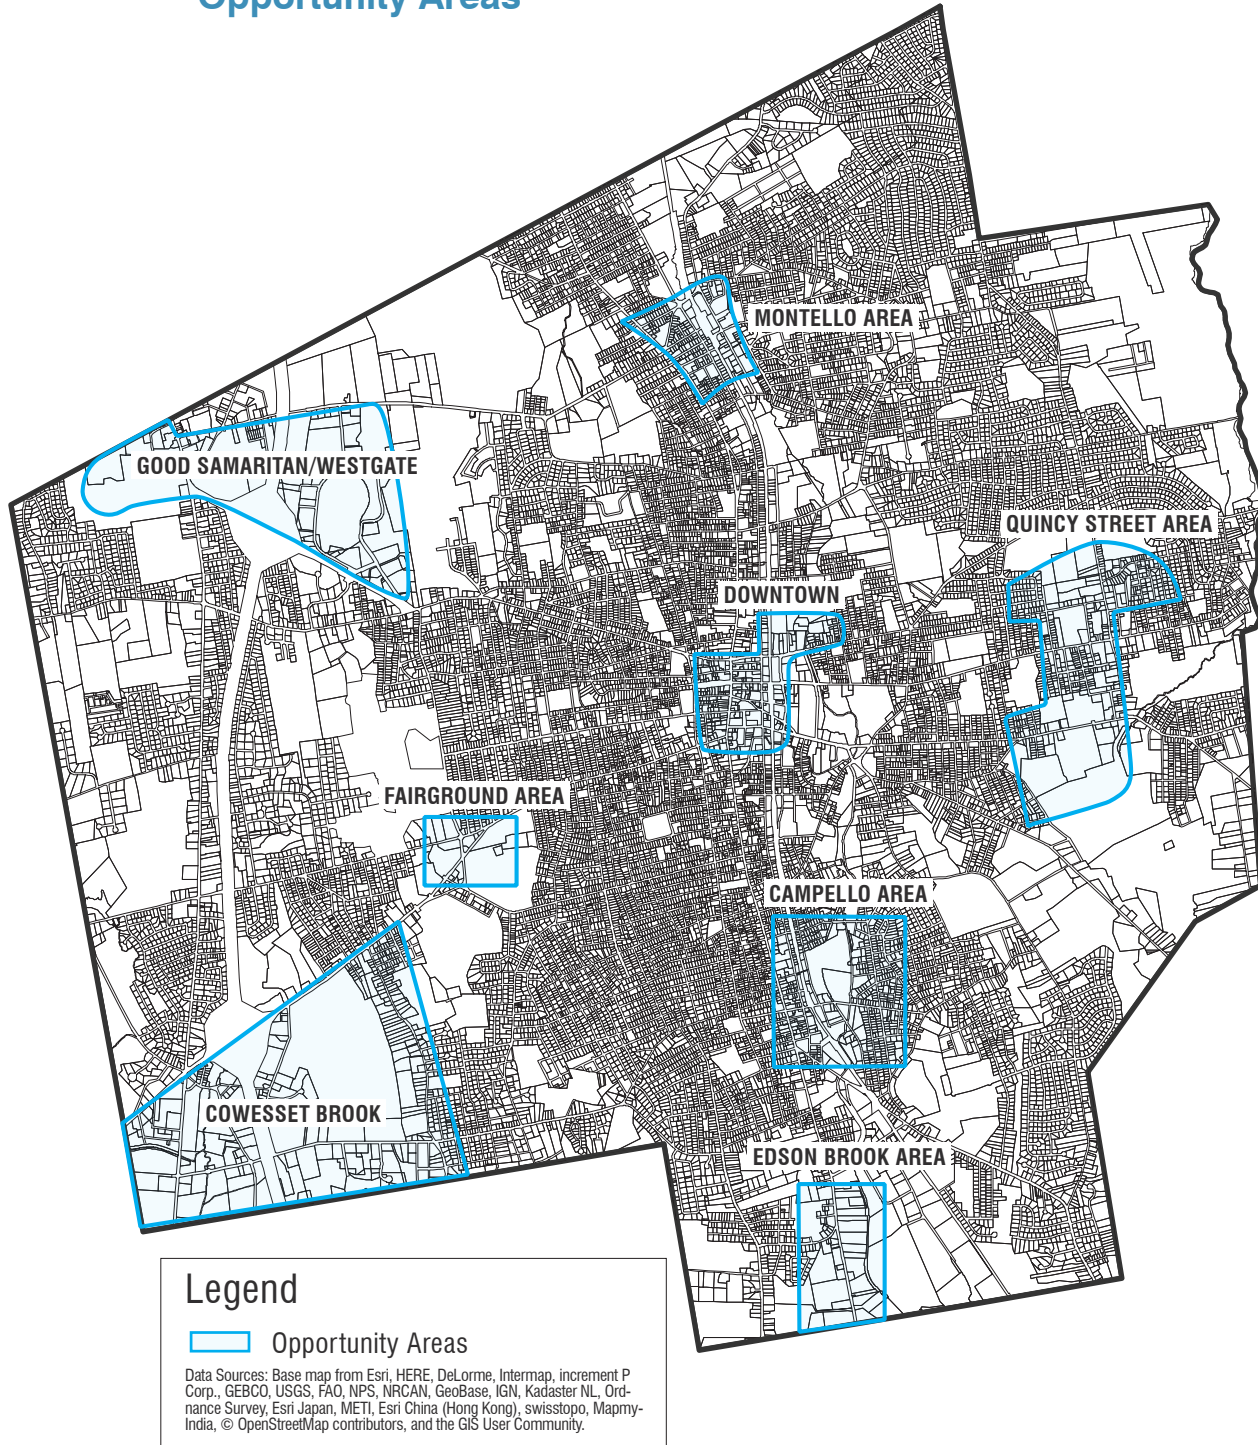 Opportunity Areas
MONTELLO AREA
GOOD SAMARITAN/WESTGATE
QUINCY STREET AREA
DOWNTOWN
FAIRGROUND AREA
CAMPELLO AREA
COWESSET BROOK
EDSON BROOK AREA
Legend
Opportunity Areas
Data Sources: Base map from Esri, HERE, DeLorme, Intermap, increment P
Corp., GEBCO, USGS, FAO, NPS, NRCAN, GeoBase, IGN, Kadaster NL, Ord-
nance Survey, Esri Japan, METI, Esri China (Hong Kong), swisstopo, Mapmy-
India, © OpenStreetMap contributors, and the GIS User Community.